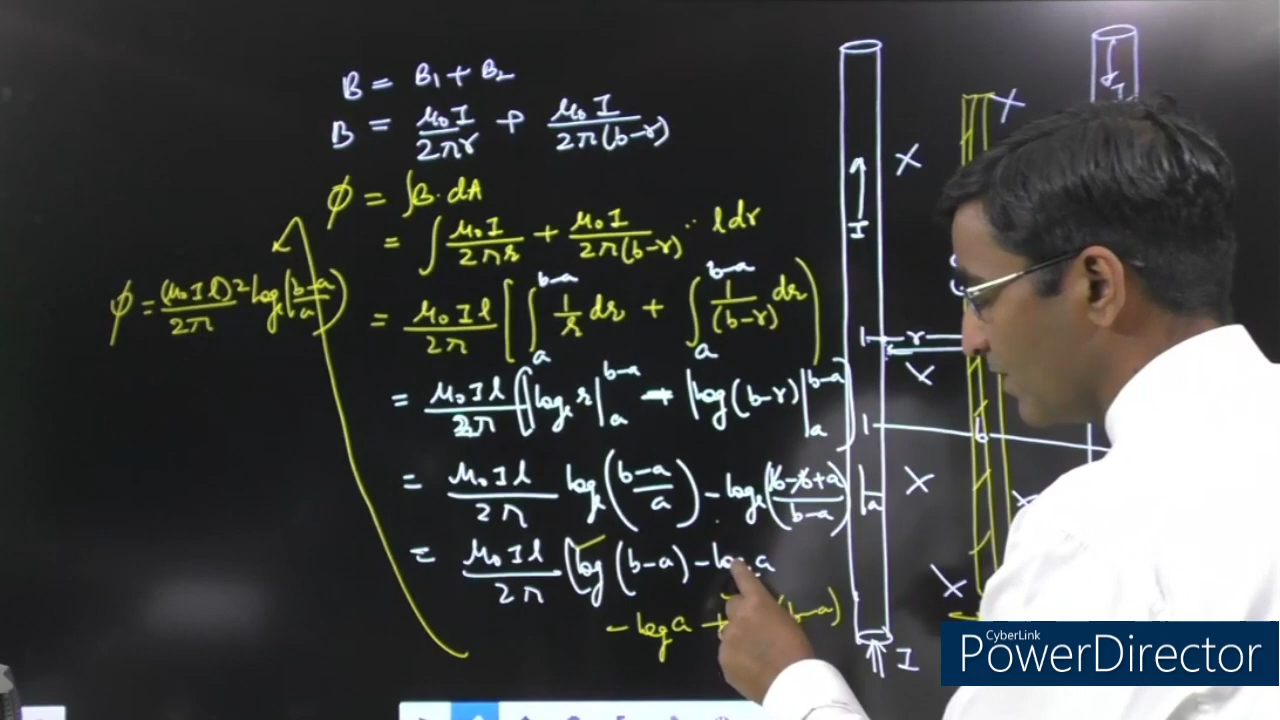 B = B₁ + B₂
B = μ₀I/2πr + μ₀I/2π(b-r)
ϕ = ∫B·dA
= ∫ μ₀I/2πr + μ₀I/2π(b-r) ·· ldr
ϕ = (μ₀Il)2/2π logₑ(b-a/a)
= μ₀Il/2π [∫ₐᵇ⁻ᵃ 1/r dr + ∫ₐᵇ⁻ᵃ 1/(b-r) dr]
= μ₀Il/2π [|logₑ r|ₐᵇ⁻ᵃ - |log(b-r)|ₐᵇ⁻ᵃ]
= μ₀Il/2π logₑ(b-a/a) - logₑ(b-b+a/b-a)
= μ₀Il/2π (log(b-a) - log a
- log a + (b-a)
I
r
b
a
I
I
CyberLink
PowerDirector